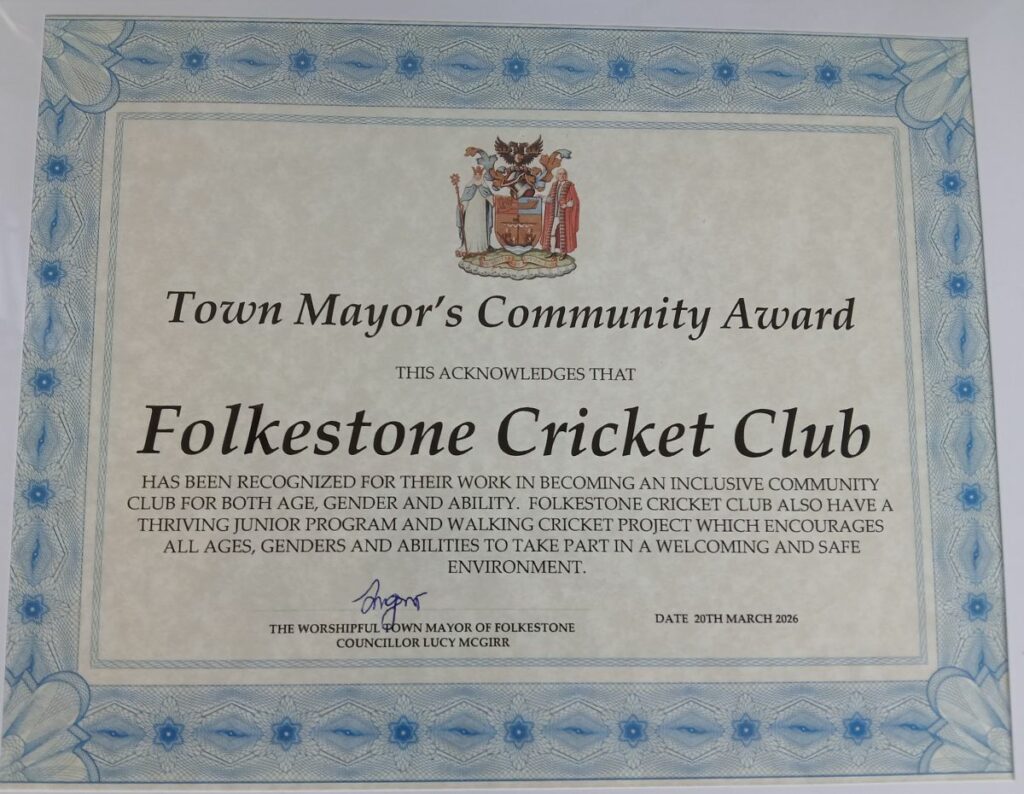 Town Mayor's Community Award
THIS ACKNOWLEDGES THAT
Folkestone Cricket Club
HAS BEEN RECOGNIZED FOR THEIR WORK IN BECOMING AN INCLUSIVE COMMUNITY
CLUB FOR BOTH AGE, GENDER AND ABILITY. FOLKESTONE CRICKET CLUB ALSO HAVE A
THRIVING JUNIOR PROGRAM AND WALKING CRICKET PROJECT WHICH ENCOURAGES
ALL AGES, GENDERS AND ABILITIES TO TAKE PART IN A WELCOMING AND SAFE
ENVIRONMENT.
THE WORSHIPFUL TOWN MAYOR OF FOLKESTONE
COUNCILLOR LUCY MCGIRR
DATE 20TH MARCH 2026